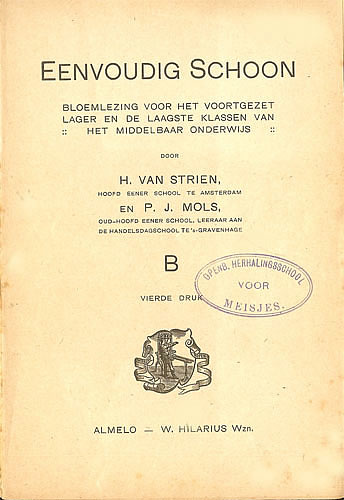 EENVOUDIG SCHOON
BLOEMLEZING VOOR HET VOORTGEZET
LAGER EN DE LAAGSTE KLASSEN VAN
:: HET MIDDELBAAR ONDERWIJS ::
DOOR
H. VAN STRIEN,
HOOFD EENER SCHOOL TE AMSTERDAM
EN P. J. MOLS,
OUD-HOOFD EENER SCHOOL, LEERAAR AAN
DE HANDELSDAGSCHOOL TE 's-GRAVENHAGE
B
OPENB. HERHALINGSSCHOOL
VOOR
MEISJES.
VIERDE DRUK
ALMELO — W. HILARIUS Wzn.